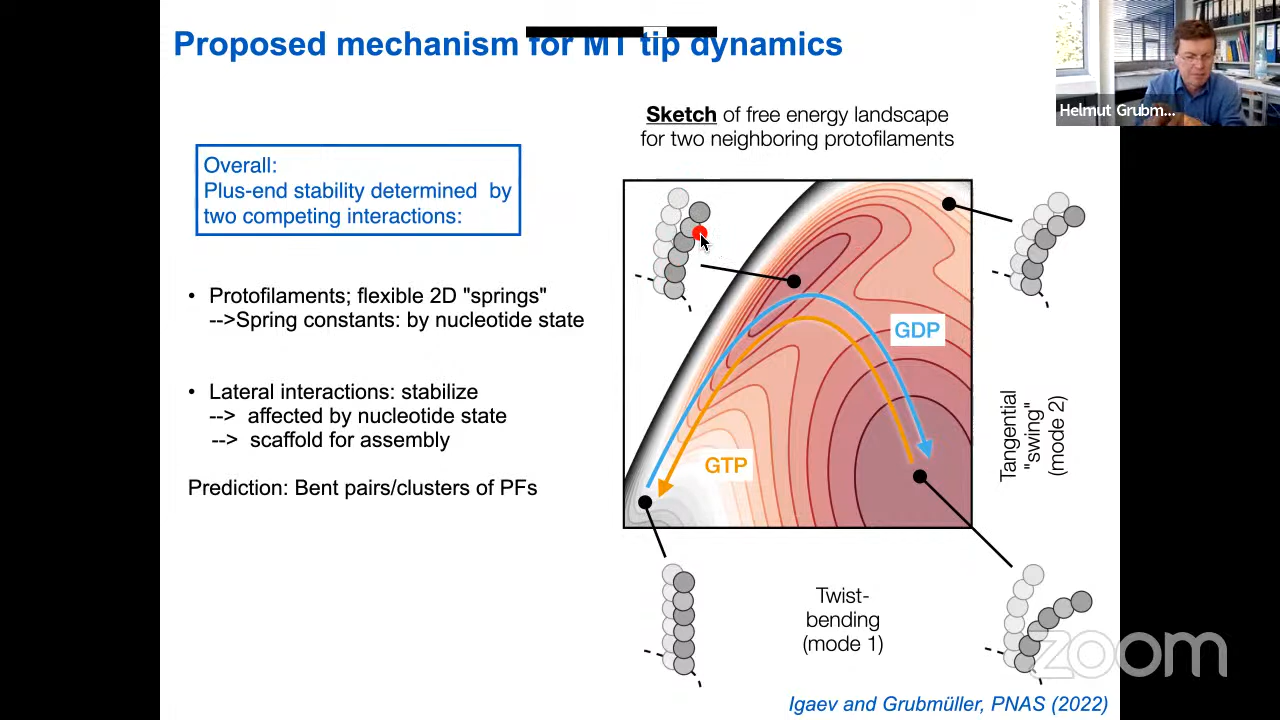 Proposed mechanism for MT tip dynamics
Helmut Grubm...
Sketch of free energy landscape
for two neighboring protofilaments
Overall:
Plus-end stability determined by
two competing interactions:
• Protofilaments; flexible 2D "springs"
-->Spring constants: by nucleotide state
• Lateral interactions: stabilize
--> affected by nucleotide state
--> scaffold for assembly
Prediction: Bent pairs/clusters of PFs
GDP
GTP
Tangential
"swing"
(mode 2)
Twist-
bending
(mode 1)
zoom
Igaev and Grubmüller, PNAS (2022)